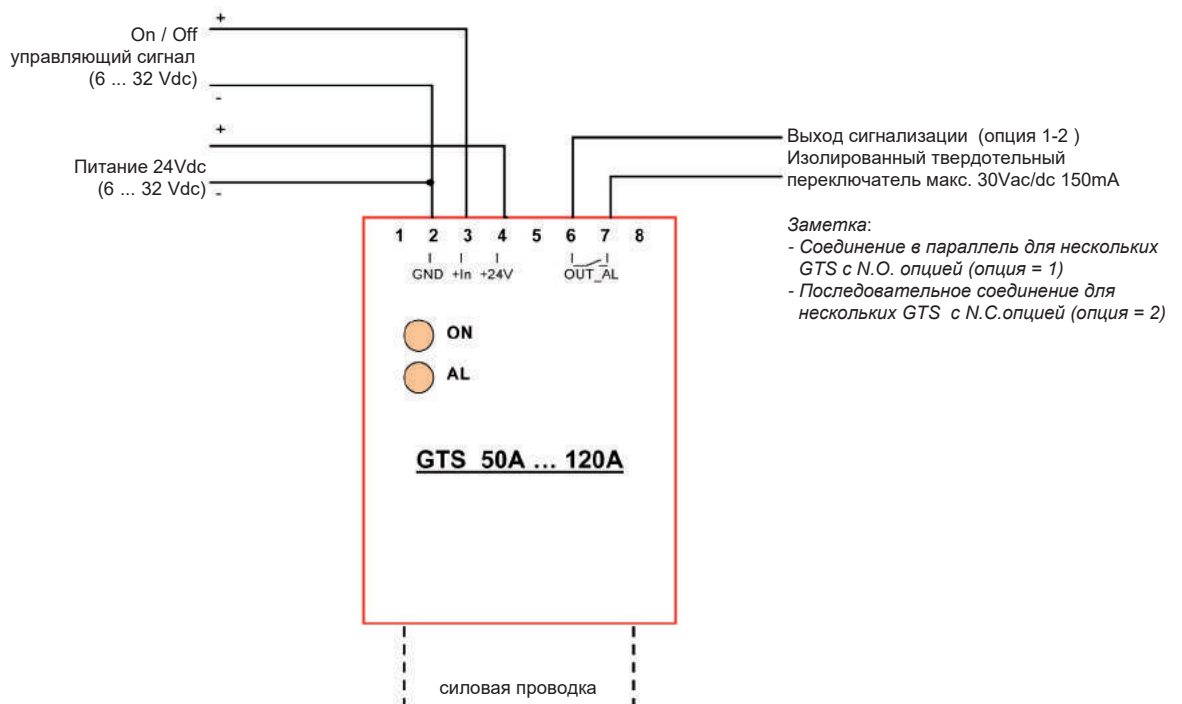 +
On / Off
управляющий сигнал
(6 ... 32 Vdc)
-
+
Питание 24Vdc
(6 ... 32 Vdc)
-
Выход сигнализации (опция 1-2 )
Изолированный твердотельный
переключатель макс. 30Vac/dc 150mA
Заметка:
- Соединение в параллель для нескольких
GTS с N.O. опцией (опция = 1)
- Последовательное соединение для
нескольких GTS с N.C.опцией (опция = 2)
1 2 3 4 5 6 7 8
GND +In +24V OUT_AL
ON
AL
GTS 50A ... 120A
силовая проводка